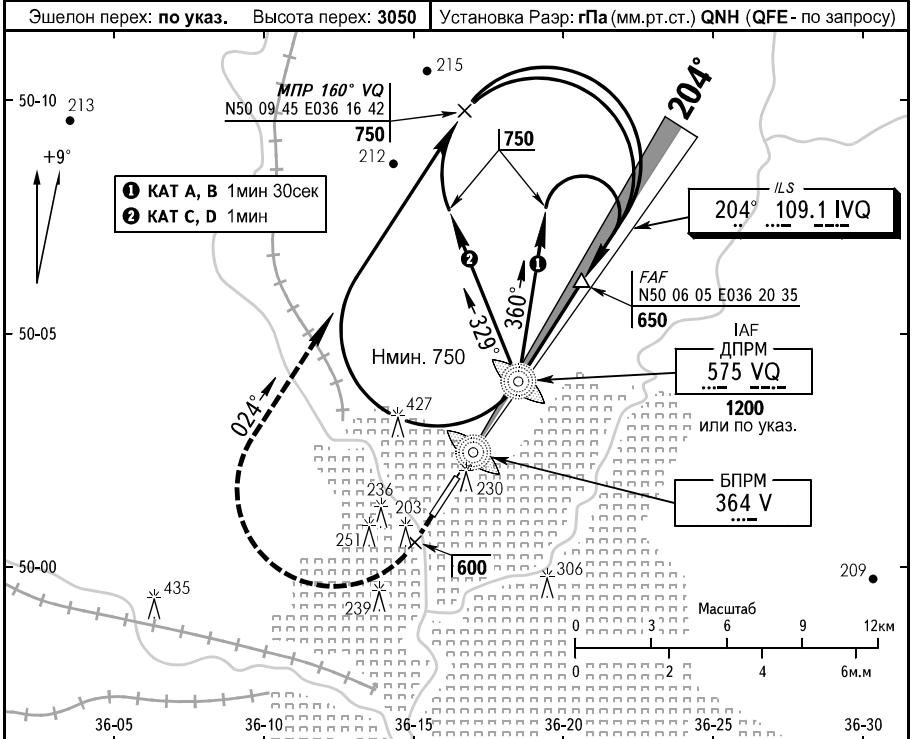 Эшелон перех: по указ. Высота перех: 3050 Установка Раэр: гПа (мм.рт.ст.) QNH (QFE - по запросу)
215
МПР 160° VQ
N50 09 45 E036 16 42
750
204°
50-10
213
212
750
+9°
❶ КАТ A, B 1мин 30сек
❷ КАТ C, D 1мин
ILS
204° 109.1 IVQ
2
1
FAF
N50 06 05 E036 20 35
650
360°
329°
50-05
Нмин. 750
IAF
ДПРМ
575 VQ
1200
или по указ.
024°
427
БПРМ
364 V
230
236
203
251
50-00
600
306
209
435
239
Масштаб
0 3 6 9 12км
0 2 4 6м.м
36-05 36-10 36-15 36-20 36-25 36-30